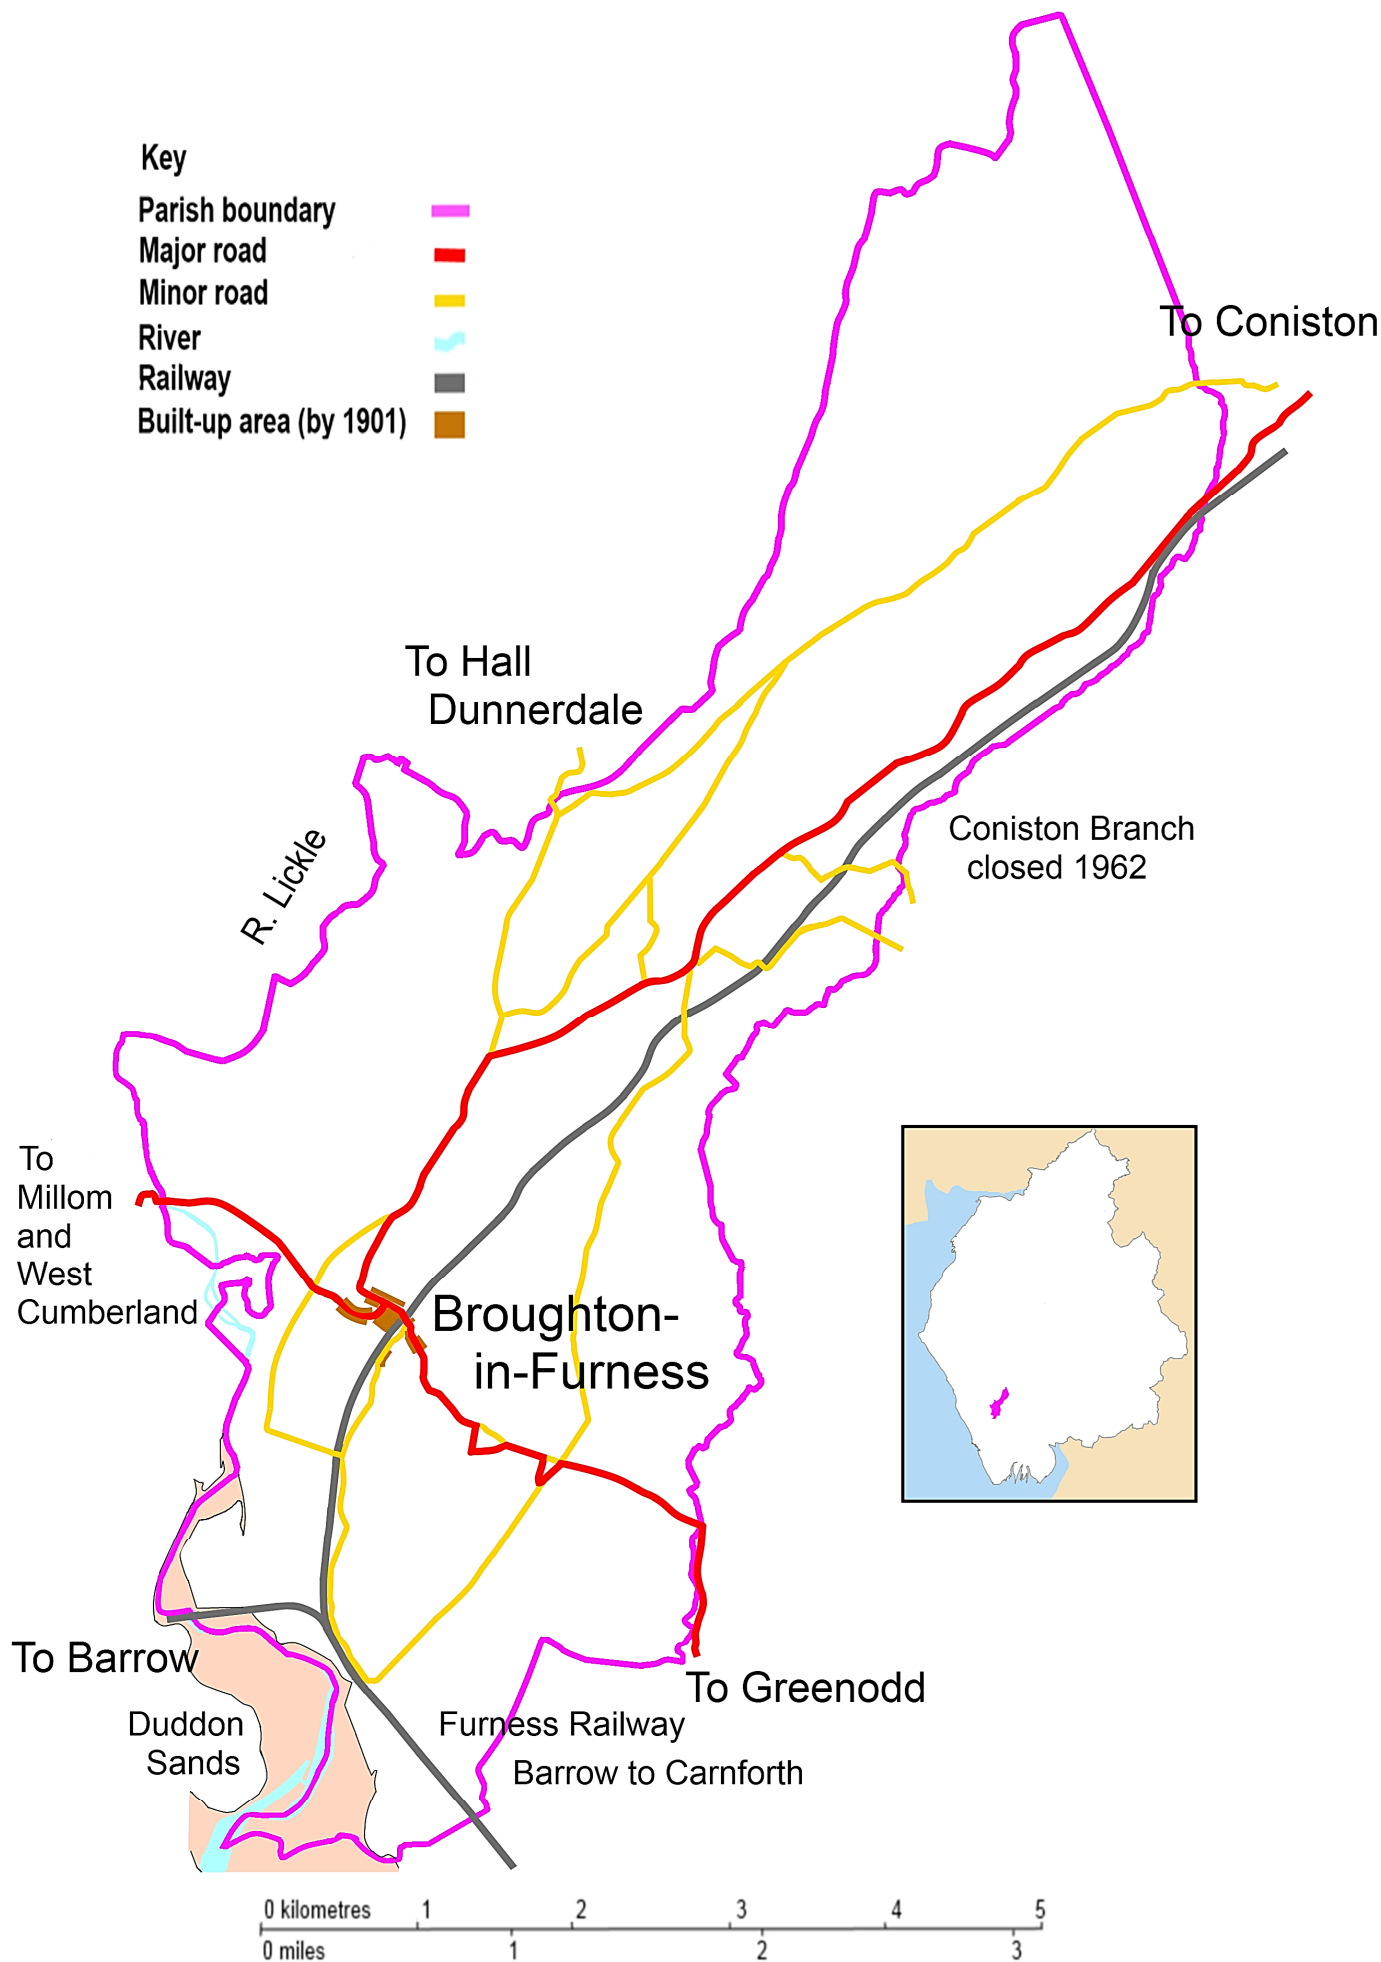 Key
Parish boundary
Major road
Minor road
River
Railway
Built-up area (by 1901)
To Coniston
To Hall
Dunnerdale
R. Lickle
Coniston Branch
closed 1962
To
Millom
and
West
Cumberland
Broughton-
in-Furness
To Barrow
Duddon
Sands
To Greenodd
Furness Railway
Barrow to Carnforth
0 kilometres 1 2 3 4 5
0 miles 1 2 3